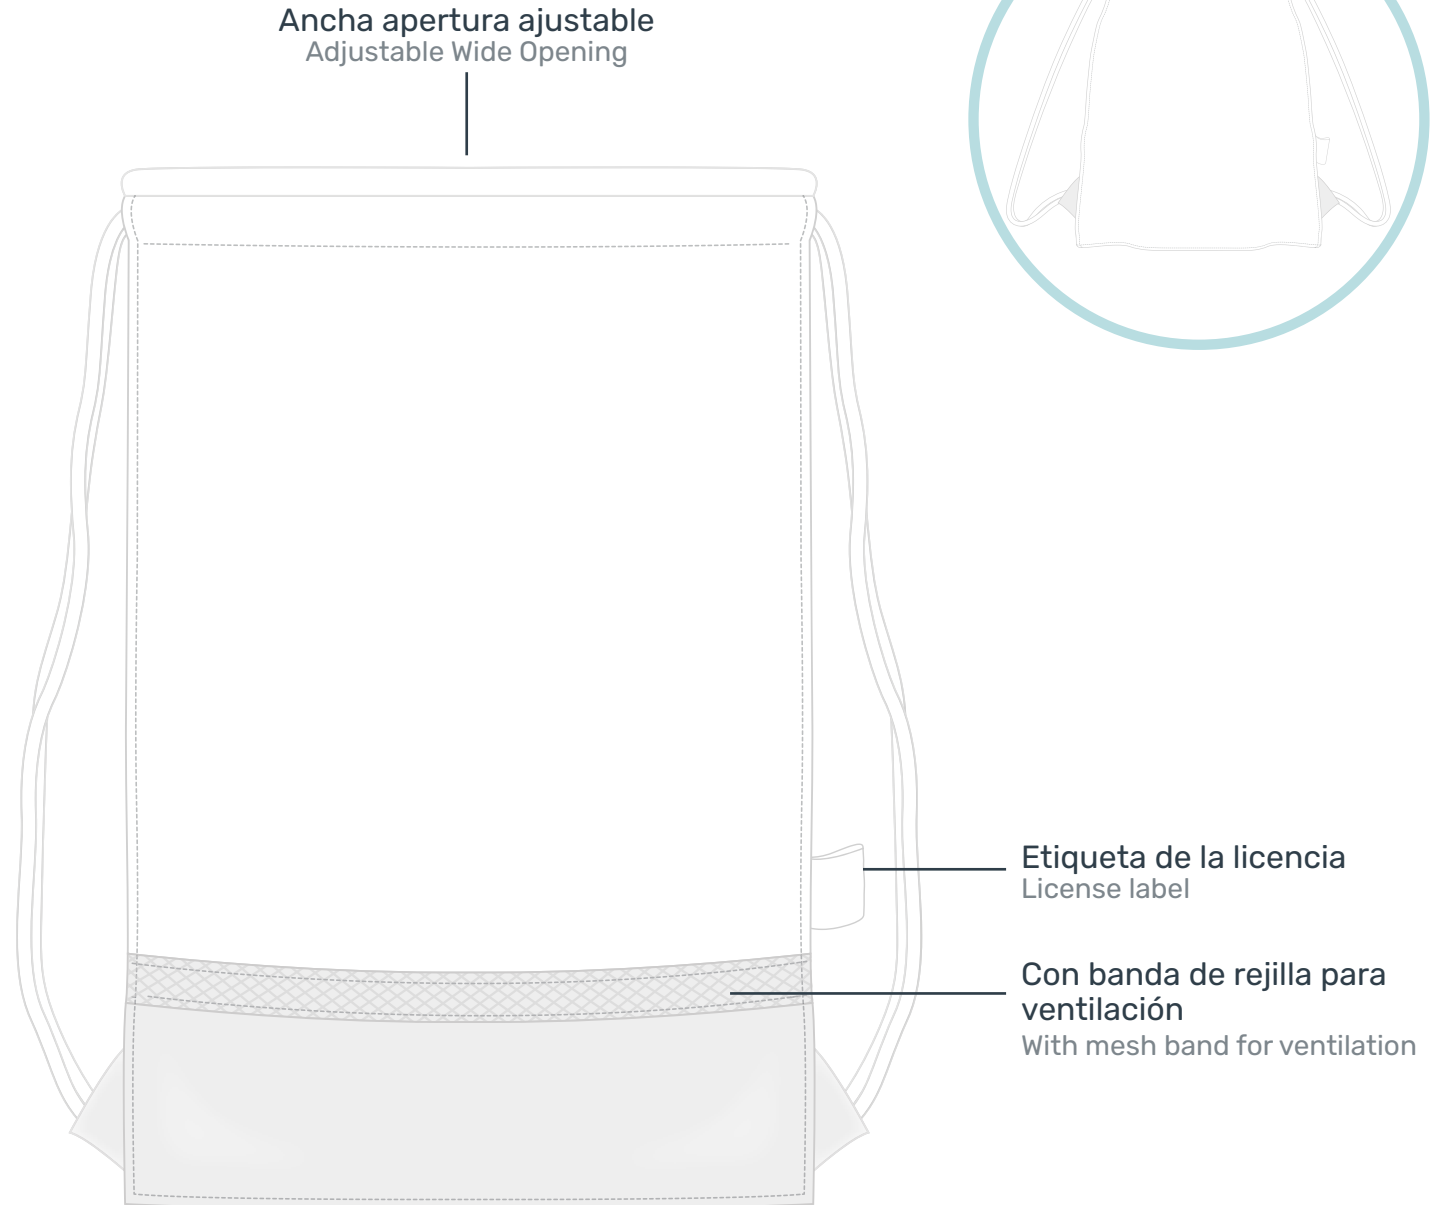 Ancha apertura ajustable
Adjustable Wide Opening
Etiqueta de la licencia
License label
Con banda de rejilla para
ventilación
With mesh band for ventilation